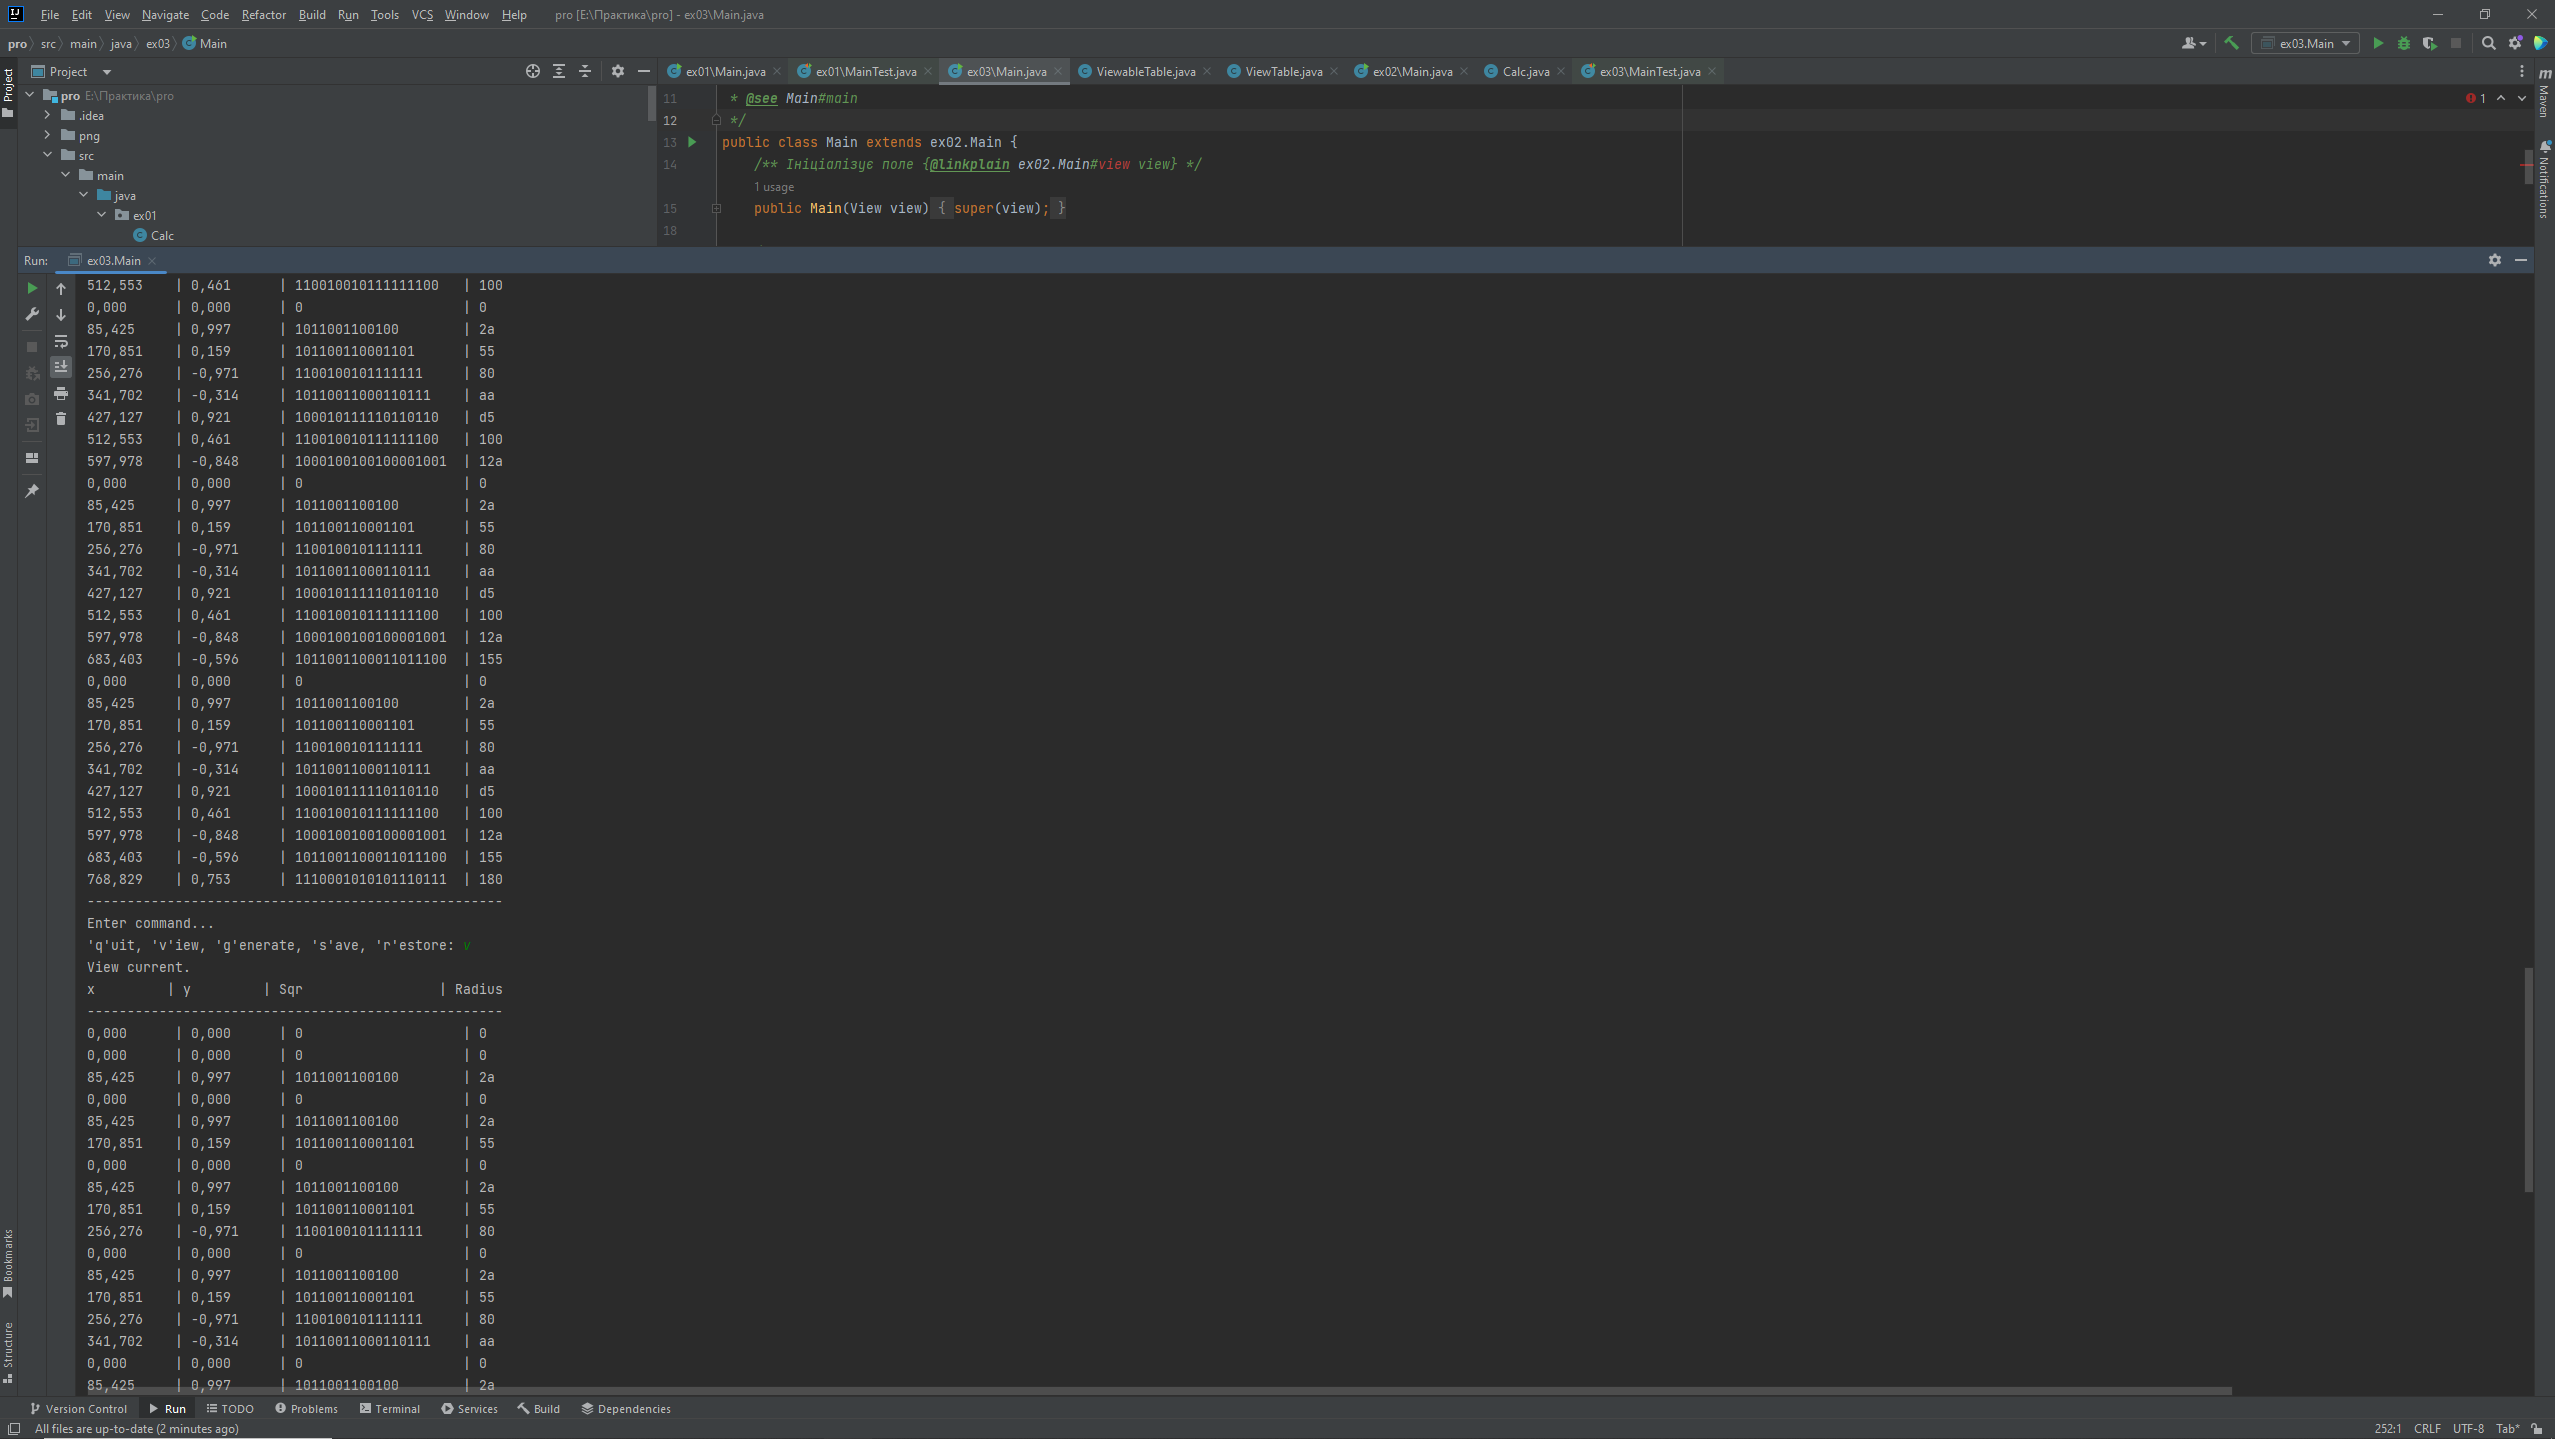 File Edit View Navigate Code Refactor Build Run Tools VCS Window Help pro [E:\Практика\pro] - ex03\Main.java
pro src main java ex03 Main
ex03.Main
Project
ex01\Main.java ex01\MainTest.java ex03\Main.java ViewableTable.java ViewTable.java ex02\Main.java Calc.java ex03\MainTest.java
Project
Maven
Notifications
pro E:\Практика\pro
.idea
png
src
main
java
ex01
Calc
11 * @see Main#main
1
12 */
13 public class Main extends ex02.Main {
14 /** Ініціалізує поле {@linkplain ex02.Main#view view} */
1 usage
15 public Main(View view) { super(view); }
18
Run: ex03.Main
512,553 | 0,461 | 110010010111111100 | 100
0,000 | 0,000 | 0 | 0
85,425 | 0,997 | 1011001100100 | 2a
170,851 | 0,159 | 101100110001101 | 55
256,276 | -0,971 | 1100100101111111 | 80
341,702 | -0,314 | 10110011000110111 | aa
427,127 | 0,921 | 100010111110110110 | d5
512,553 | 0,461 | 110010010111111100 | 100
597,978 | -0,848 | 1000100100100001001 | 12a
0,000 | 0,000 | 0 | 0
85,425 | 0,997 | 1011001100100 | 2a
170,851 | 0,159 | 101100110001101 | 55
256,276 | -0,971 | 1100100101111111 | 80
341,702 | -0,314 | 10110011000110111 | aa
427,127 | 0,921 | 100010111110110110 | d5
512,553 | 0,461 | 110010010111111100 | 100
597,978 | -0,848 | 1000100100100001001 | 12a
683,403 | -0,596 | 1011001100011011100 | 155
0,000 | 0,000 | 0 | 0
85,425 | 0,997 | 1011001100100 | 2a
170,851 | 0,159 | 101100110001101 | 55
256,276 | -0,971 | 1100100101111111 | 80
341,702 | -0,314 | 10110011000110111 | aa
427,127 | 0,921 | 100010111110110110 | d5
512,553 | 0,461 | 110010010111111100 | 100
597,978 | -0,848 | 1000100100100001001 | 12a
683,403 | -0,596 | 1011001100011011100 | 155
768,829 | 0,753 | 1110001010101110111 | 180
----------------------------------------------------
Enter command...
'q'uit, 'v'iew, 'g'enerate, 's'ave, 'r'estore: v
View current.
x | y | Sqr | Radius
----------------------------------------------------
0,000 | 0,000 | 0 | 0
0,000 | 0,000 | 0 | 0
85,425 | 0,997 | 1011001100100 | 2a
0,000 | 0,000 | 0 | 0
85,425 | 0,997 | 1011001100100 | 2a
170,851 | 0,159 | 101100110001101 | 55
0,000 | 0,000 | 0 | 0
85,425 | 0,997 | 1011001100100 | 2a
170,851 | 0,159 | 101100110001101 | 55
256,276 | -0,971 | 1100100101111111 | 80
0,000 | 0,000 | 0 | 0
85,425 | 0,997 | 1011001100100 | 2a
170,851 | 0,159 | 101100110001101 | 55
256,276 | -0,971 | 1100100101111111 | 80
341,702 | -0,314 | 10110011000110111 | aa
0,000 | 0,000 | 0 | 0
85,425 | 0,997 | 1011001100100 | 2a
Bookmarks
Structure
Version Control Run TODO Problems Terminal Services Build Dependencies
All files are up-to-date (2 minutes ago) 252:1 CRLF UTF-8 Tab*